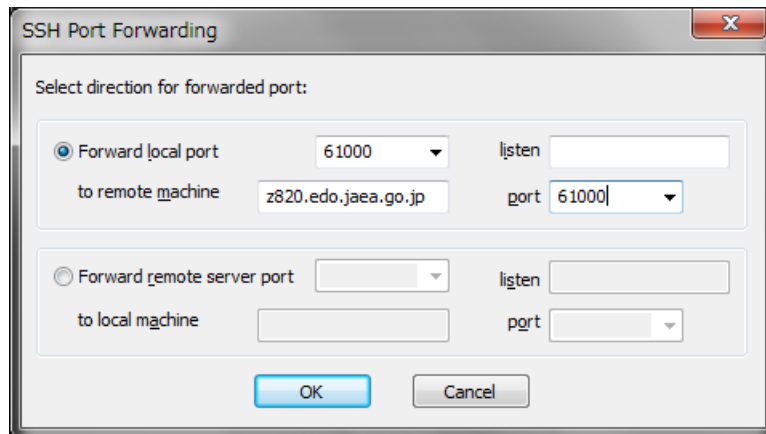 SSH Port Forwarding
Select direction for forwarded port:
Forward local port 61000 listen
to remote machine z820.edo.jaea.go.jp port 61000
Forward remote server port listen
to local machine port
OK Cancel